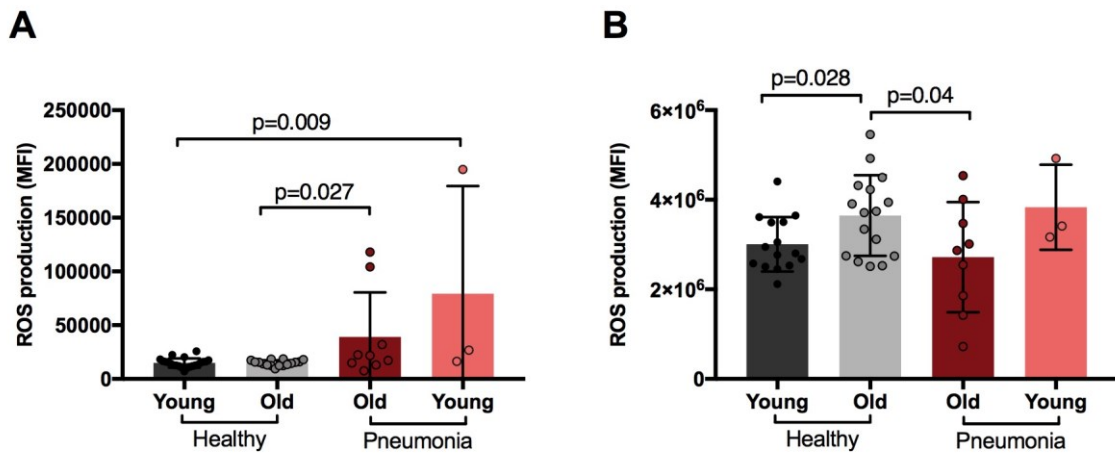 A
ROS production (MFI)
250000
200000
150000
100000
50000
0
p=0.009
p=0.027
Young Old Old Young
Healthy Pneumonia
B
ROS production (MFI)
6×10⁶
4×10⁶
2×10⁶
0
p=0.028
p=0.04
Young Old Old Young
Healthy Pneumonia